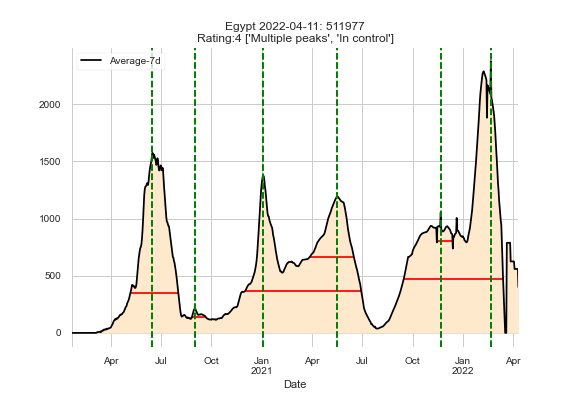 Egypt 2022-04-11: 511977
Rating:4 ['Multiple peaks', 'In control']
Average-7d
2000
1500
1000
500
0
Apr Jul Oct Jan Apr Jul Oct Jan Apr
2021 2022
Date